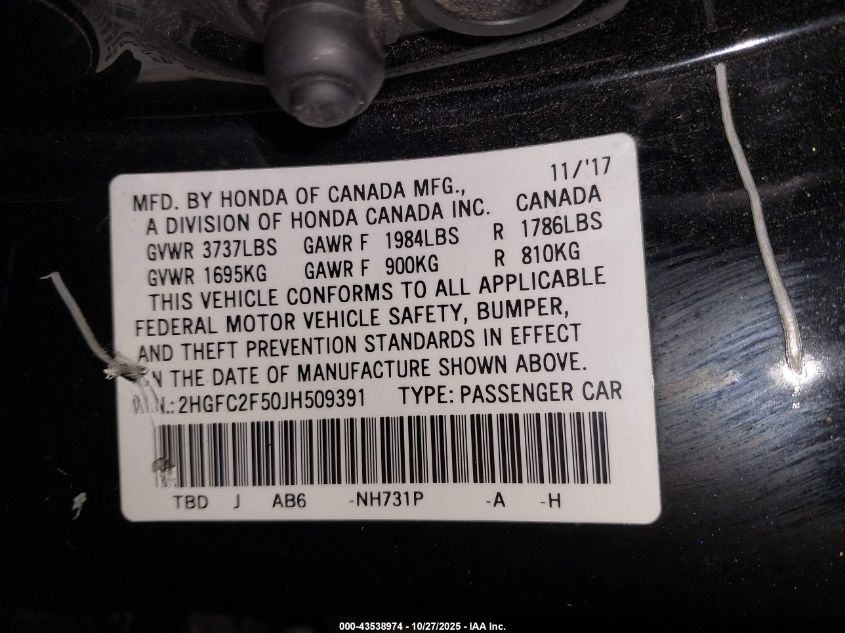 11/'17
MFD. BY HONDA OF CANADA MFG.,
A DIVISION OF HONDA CANADA INC. CANADA
GVWR 3737LBS GAWR F 1984LBS R 1786LBS
GVWR 1695KG GAWR F 900KG R 810KG
THIS VEHICLE CONFORMS TO ALL APPLICABLE
FEDERAL MOTOR VEHICLE SAFETY, BUMPER,
AND THEFT PREVENTION STANDARDS IN EFFECT
ON THE DATE OF MANUFACTURE SHOWN ABOVE.
V.I.N.:2HGFC2F50JH509391 TYPE: PASSENGER CAR
TBD J AB6 -NH731P -A -H
000-43538974 - 10/27/2025 - IAA Inc.